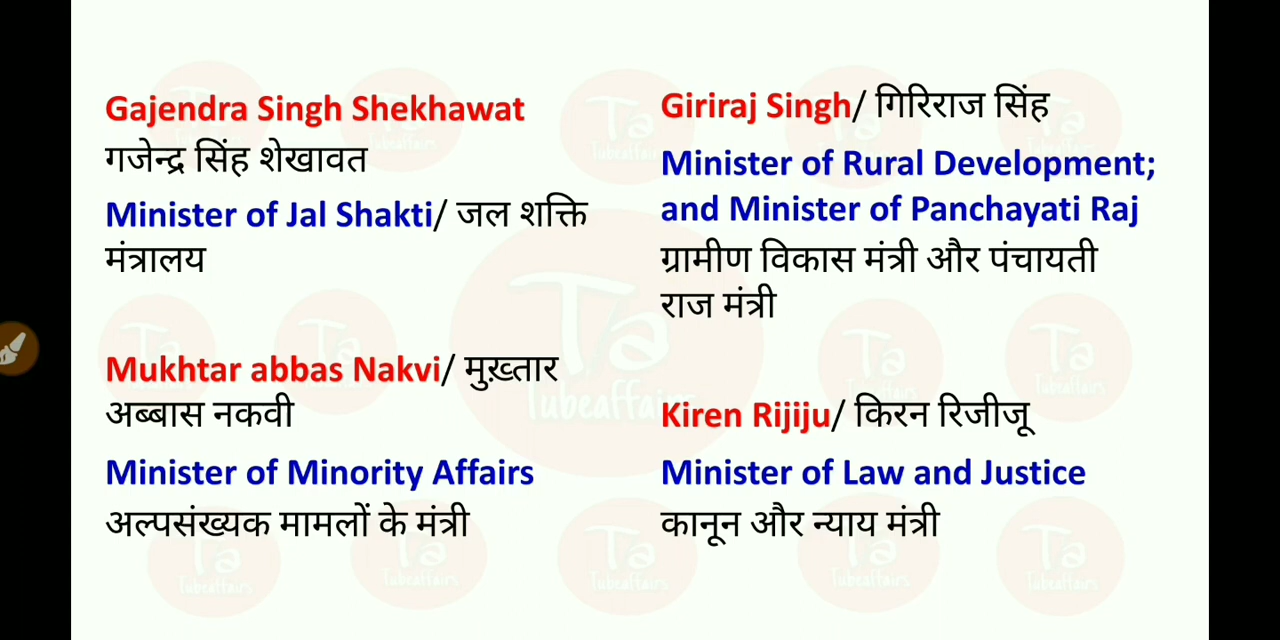 Gajendra Singh Shekhawat
गजेन्द्र सिंह शेखावत
Minister of Jal Shakti/ जल शक्ति
मंत्रालय
Mukhtar abbas Nakvi/ मुख़्तार
अब्बास नकवी
Minister of Minority Affairs
अल्पसंख्यक मामलों के मंत्री
Giriraj Singh/ गिरिराज सिंह
Minister of Rural Development;
and Minister of Panchayati Raj
ग्रामीण विकास मंत्री और पंचायती
राज मंत्री
Kiren Rijiju/ किरन रिजीजू
Minister of Law and Justice
कानून और न्याय मंत्री
Ta
Tubeaffairs